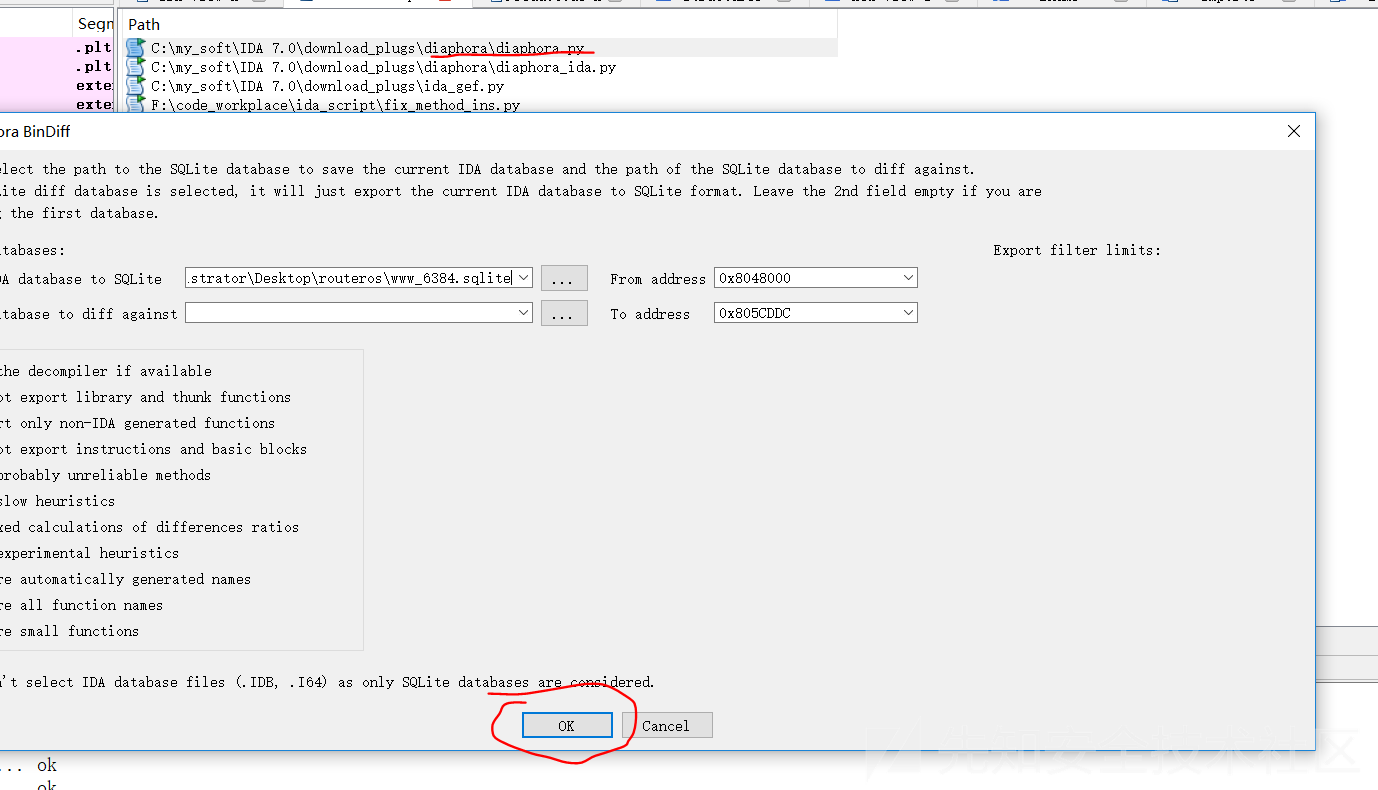 Segm
Path
.plt
C:\my_soft\IDA 7.0\download_plugs\diaphora\diaphora.py
.plt
C:\my_soft\IDA 7.0\download_plugs\diaphora\diaphora_ida.py
exte
C:\my_soft\IDA 7.0\download_plugs\ida_gef.py
exte
F:\code_workplace\ida_script\fix_method_ins.py
ora BinDiff
elect the path to the SQLite database to save the current IDA database and the path of the SQLite database to diff against.
Lite diff database is selected, it will just export the current IDA database to SQLite format. Leave the 2nd field empty if you are
the first database.
tabases:
Export filter limits:
DA database to SQLite
.strator\Desktop\routeros\www_6384.sqlite
...
From address
0x8048000
tabase to diff against
...
To address
0x805CDDC
the decompiler if available
ot export library and thunk functions
rt only non-IDA generated functions
ot export instructions and basic blocks
probably unreliable methods
slow heuristics
xed calculations of differences ratios
experimental heuristics
re automatically generated names
re all function names
re small functions
n't select IDA database files (.IDB, .I64) as only SQLite databases are considered.
OK
Cancel
先知安全技术社区
... ok
ok